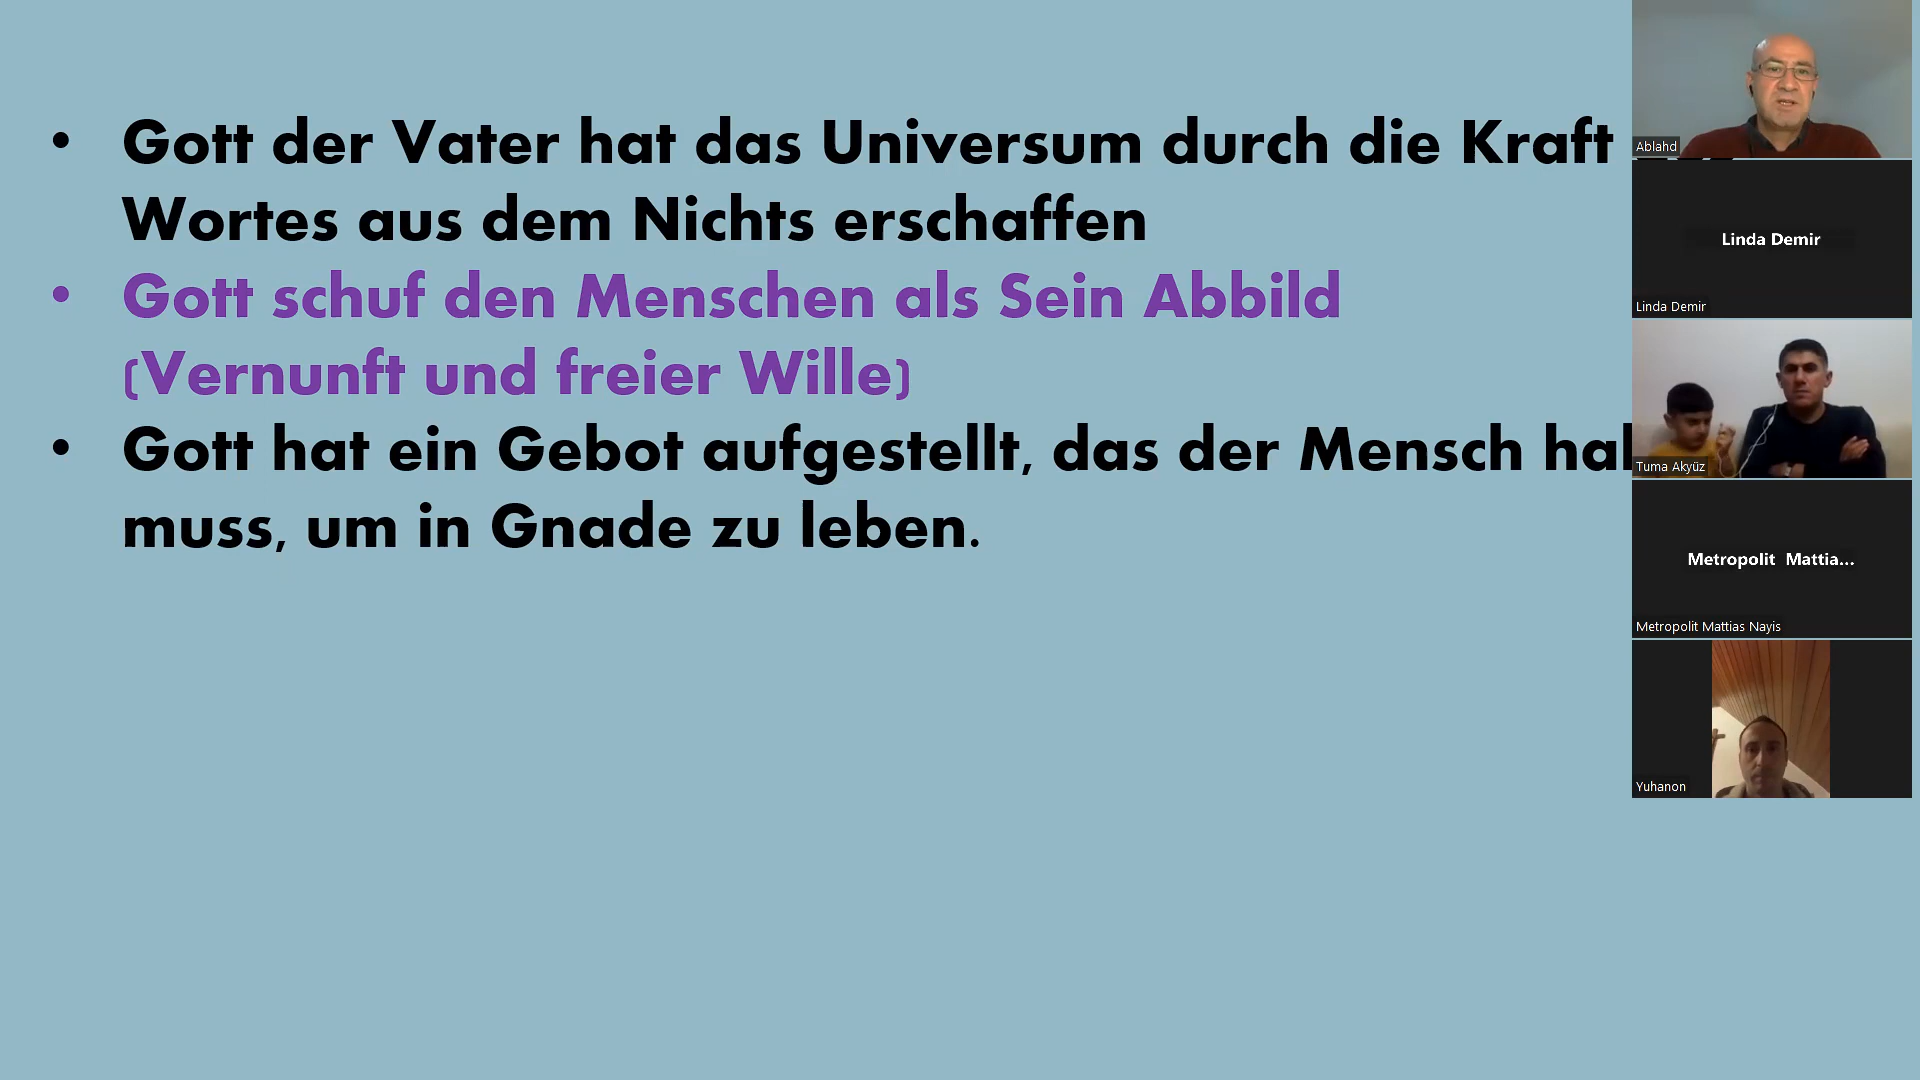 • Gott der Vater hat das Universum durch die Kraft
Wortes aus dem Nichts erschaffen
• Gott schuf den Menschen als Sein Abbild
(Vernunft und freier Wille)
• Gott hat ein Gebot aufgestellt, das der Mensch
muss, um in Gnade zu leben.
Ablahd
Linda Demir
Linda Demir
Tuma Akyüz
Metropolit Mattia...
Metropolit Mattias Nayis
Yuhanon